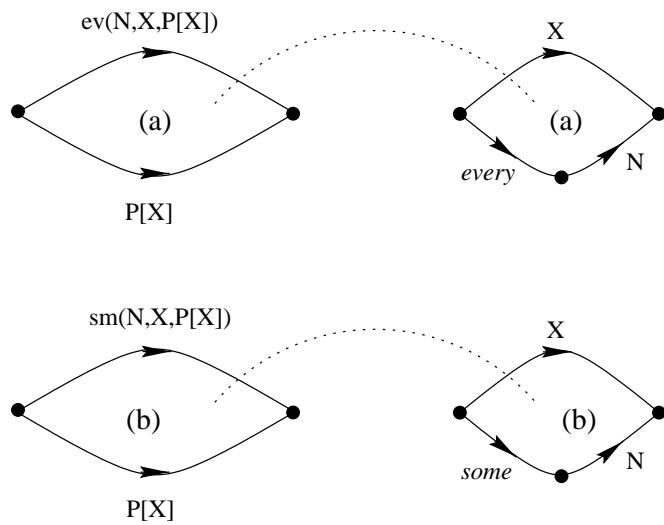 ev(N,X,P[X])
X
(a)
(a)
every
N
P[X]
sm(N,X,P[X])
X
(b)
(b)
some
N
P[X]